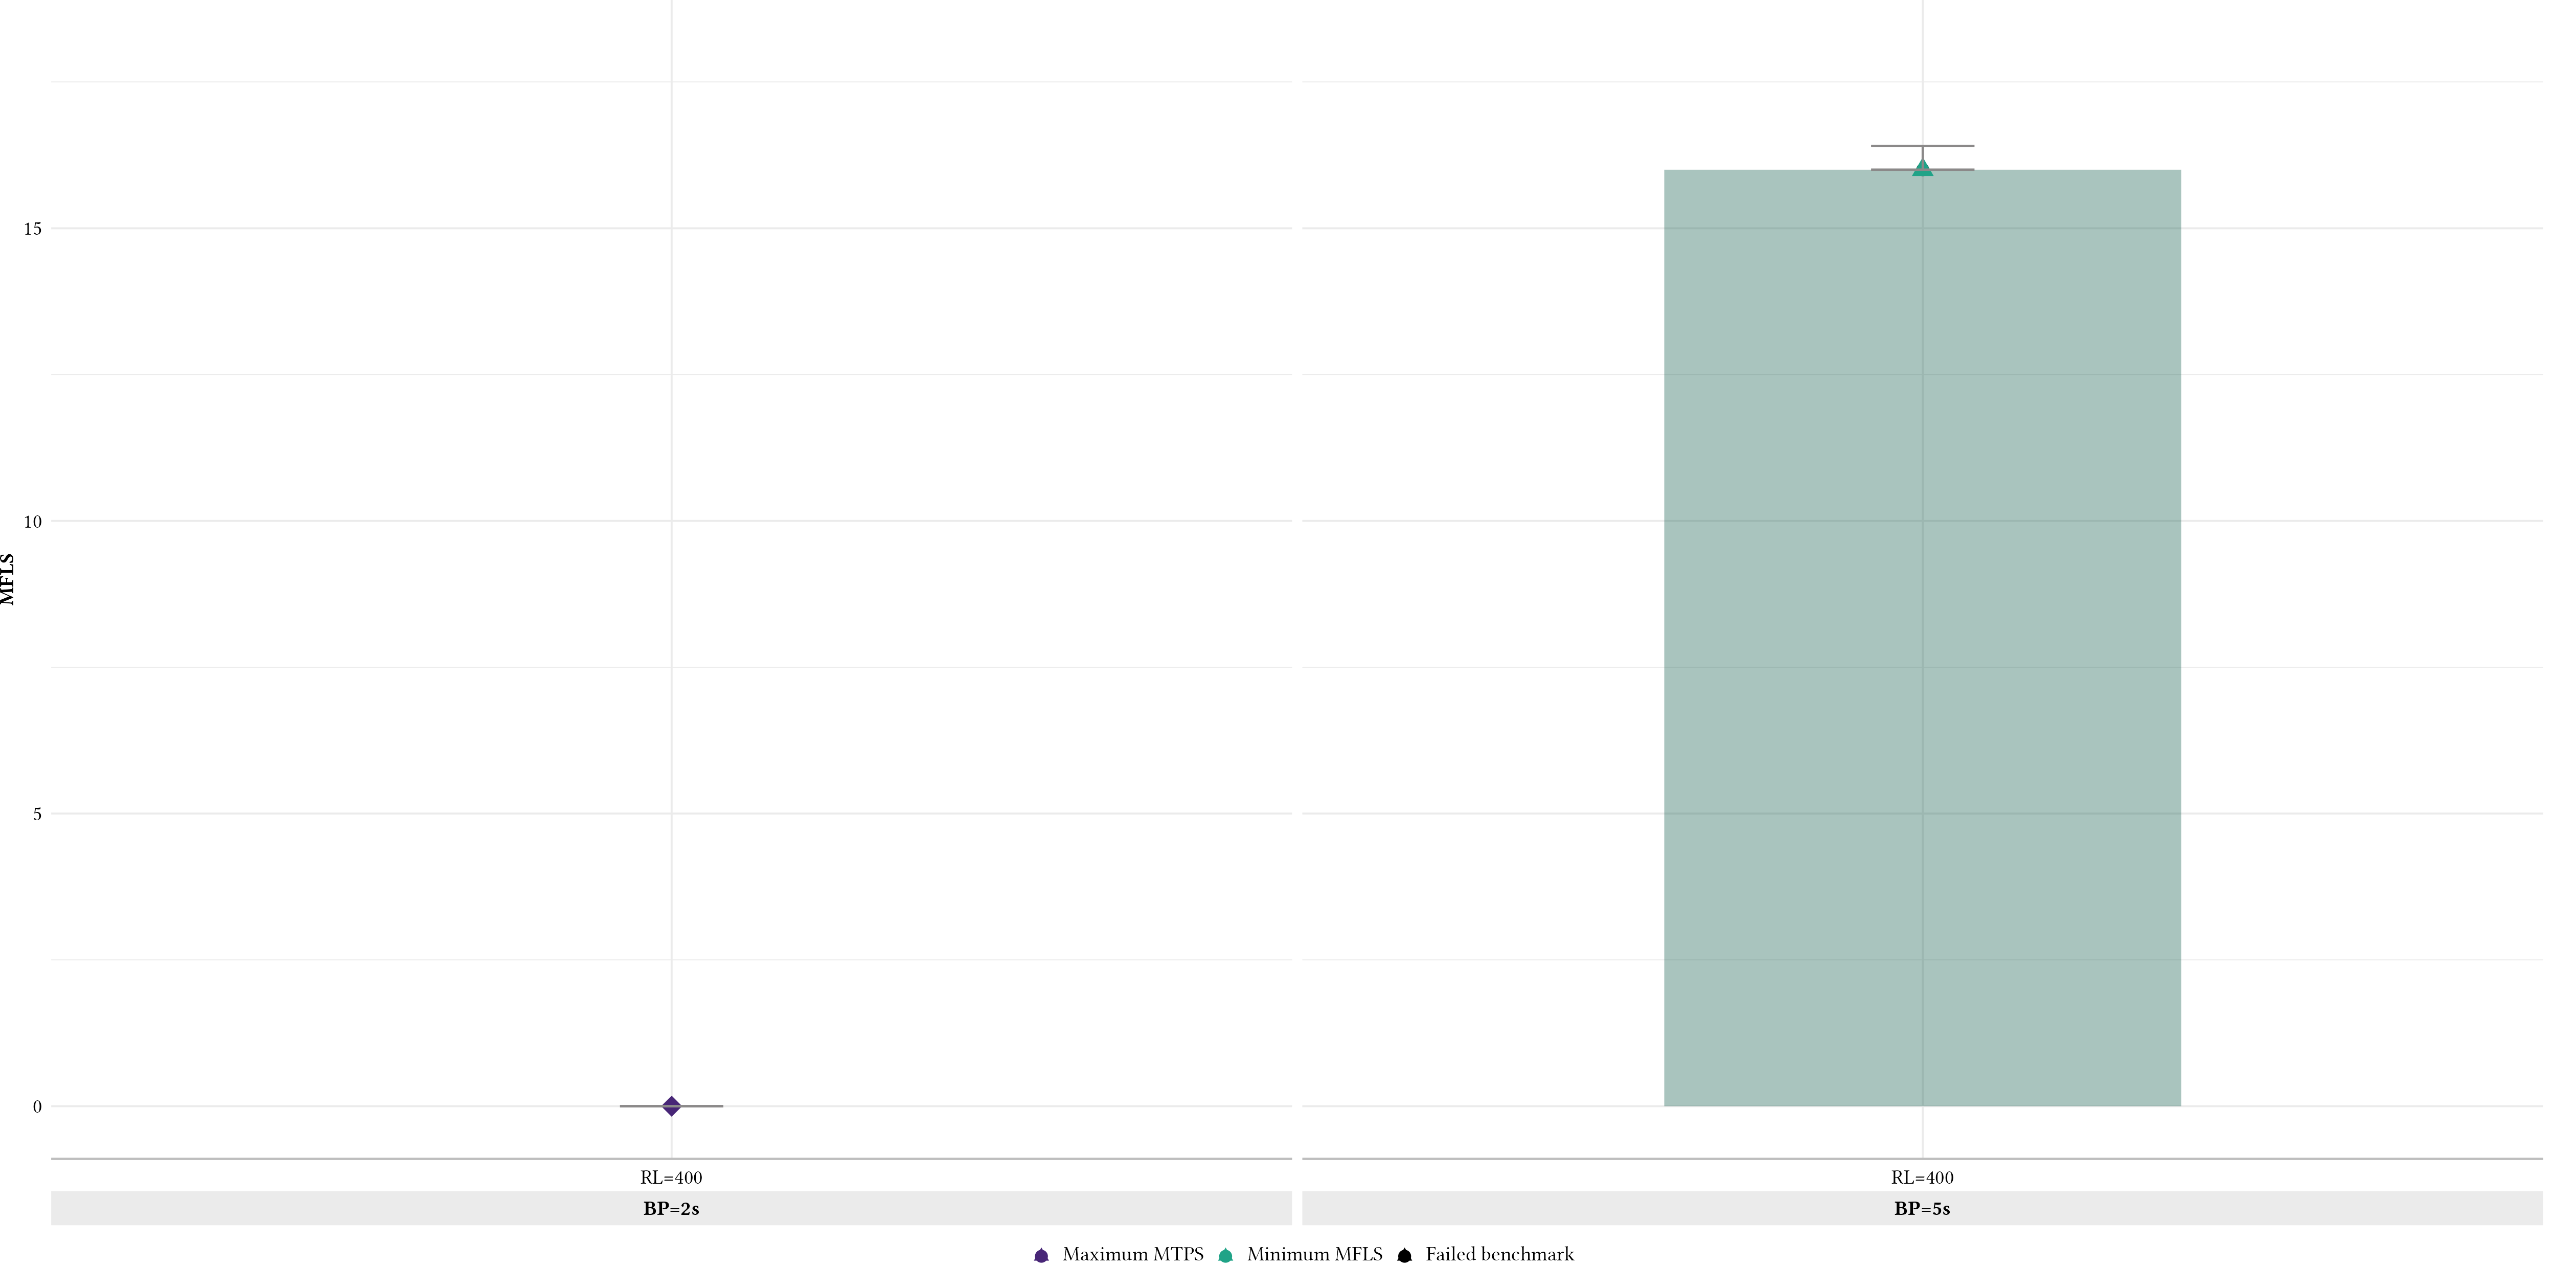 MFLS
15
10
5
0
RL=400
RL=400
BP=2s
BP=5s
Maximum MTPS
Minimum MFLS
Failed benchmark